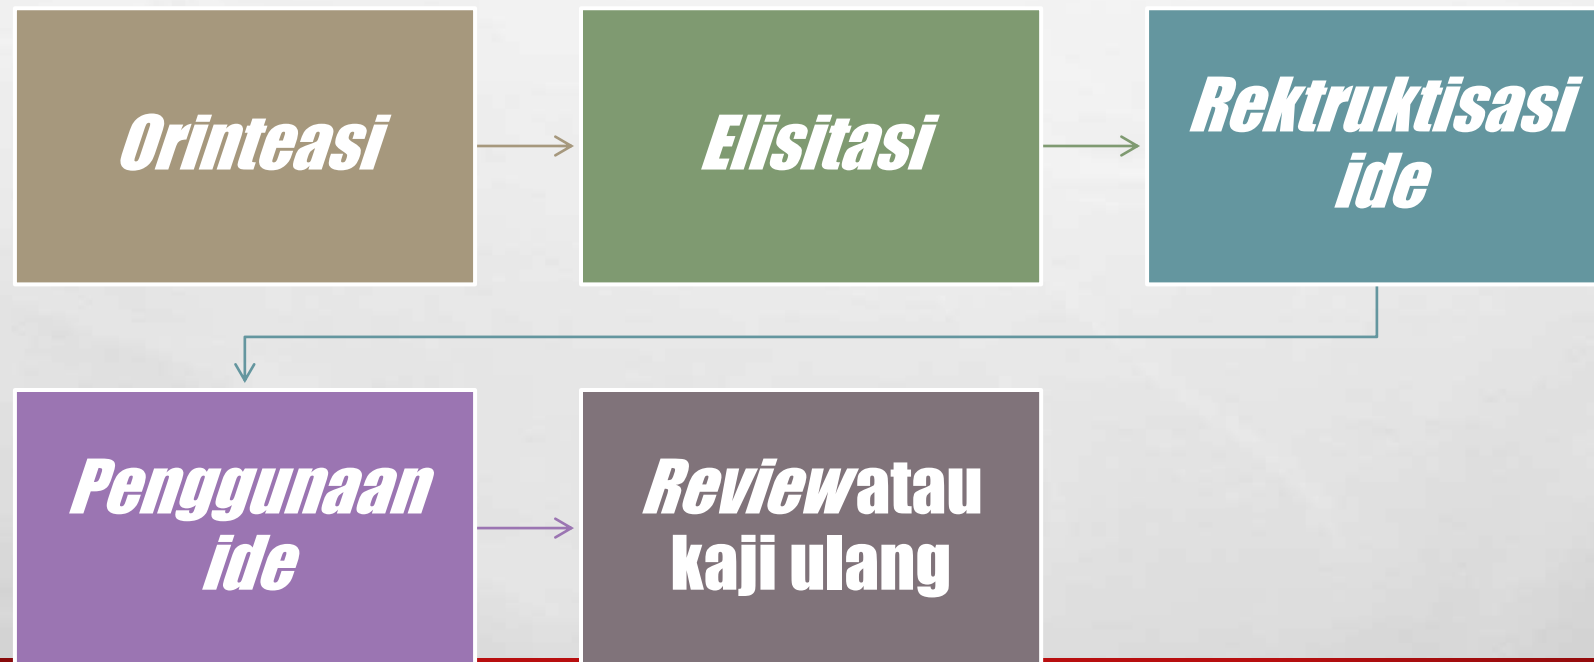 Orinteasi
Elisitasi
Rektruktisasi
ide
Penggunaan
ide
Reviewatau
kaji ulang